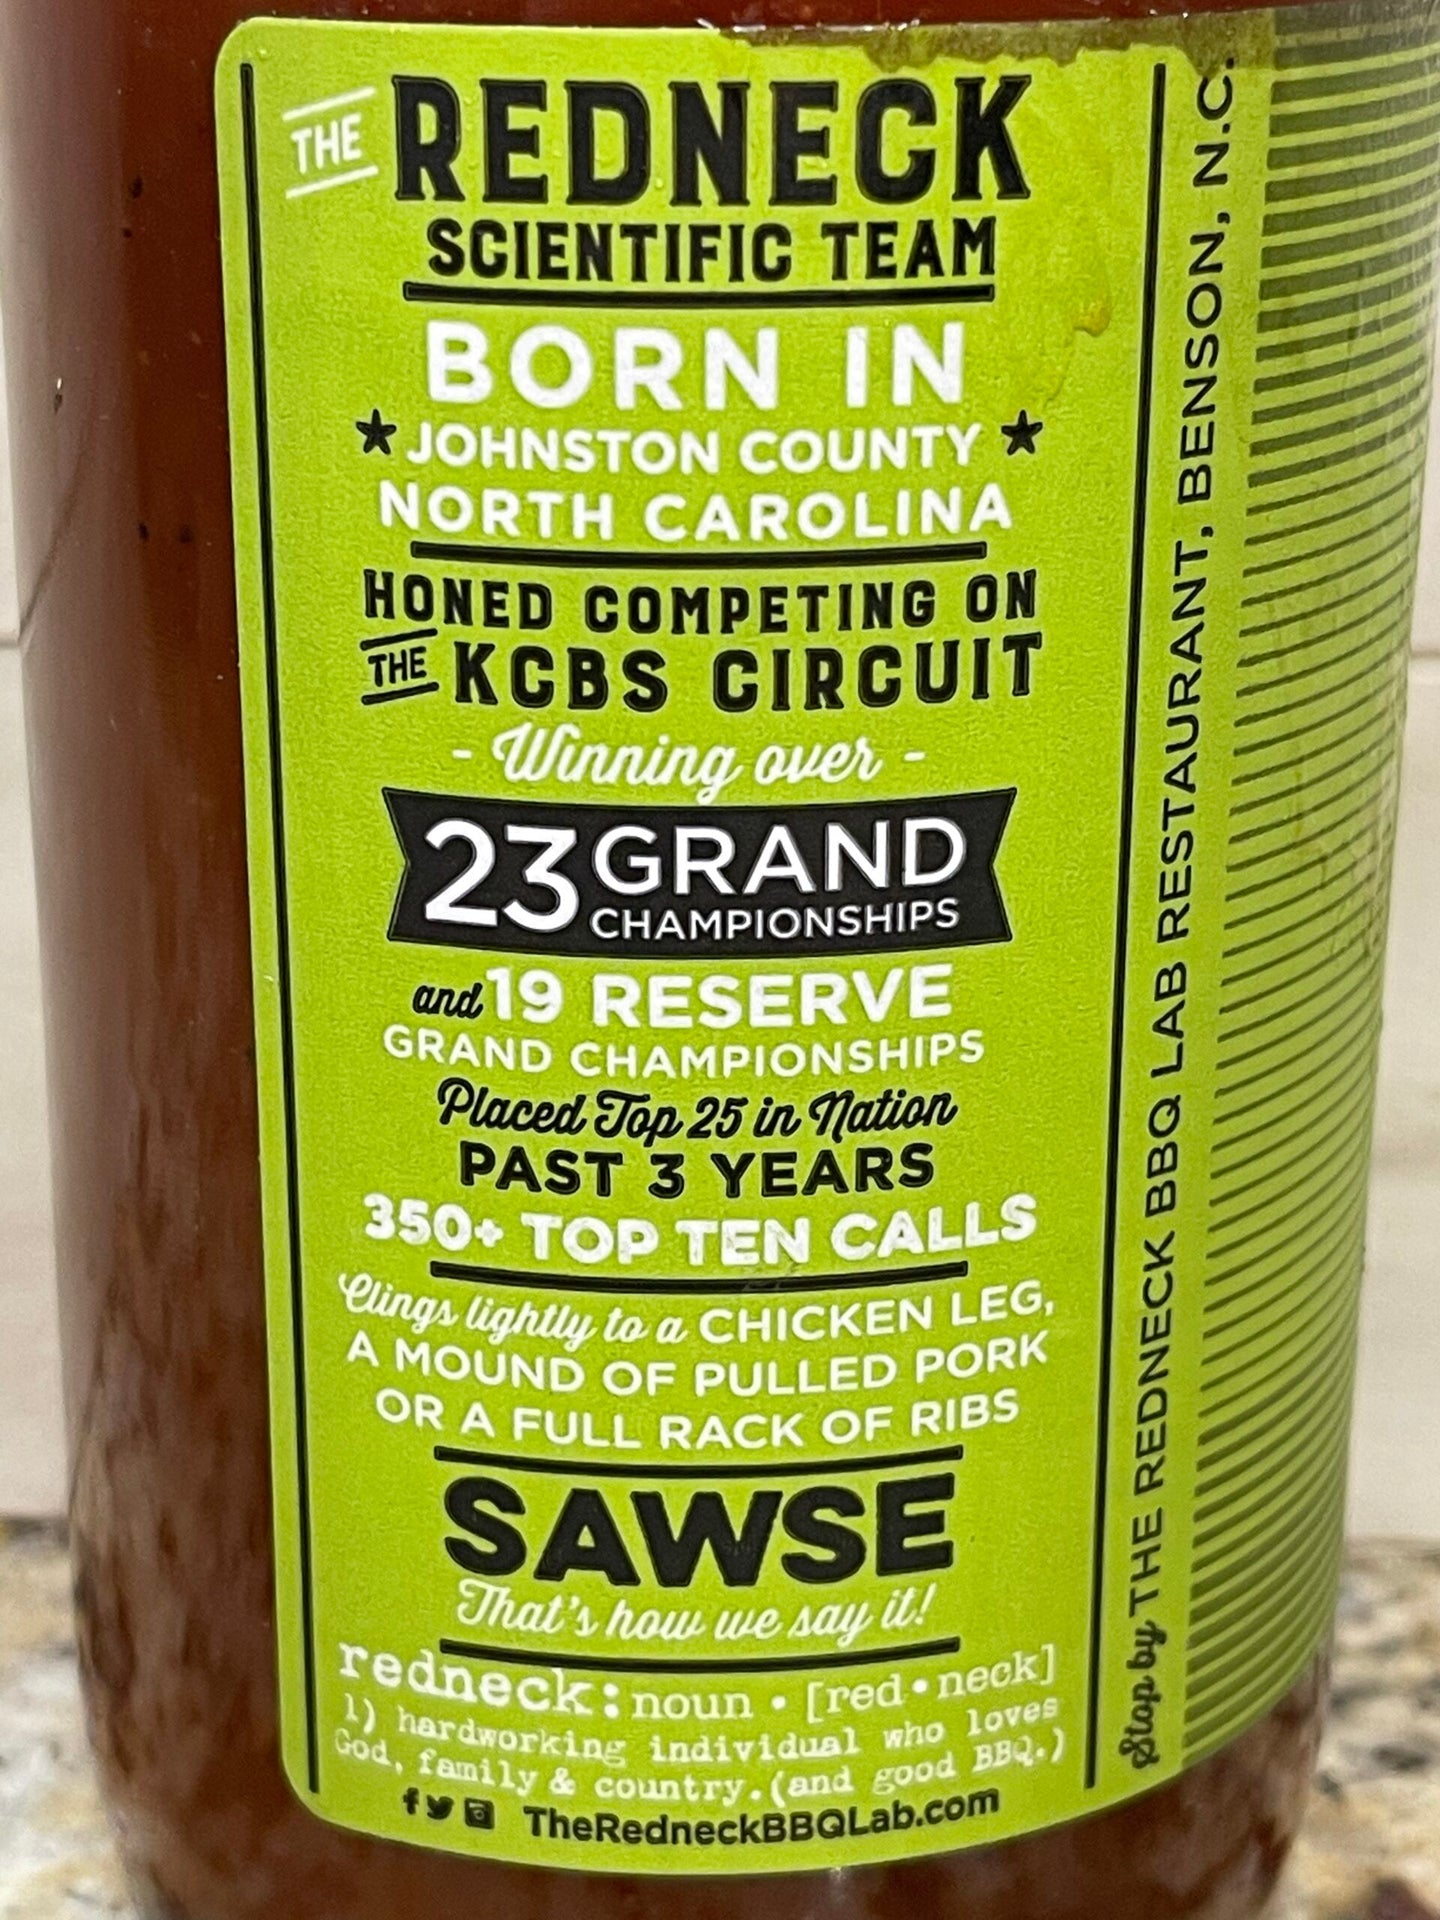 THE REDNECK
SCIENTIFIC TEAM
BORN IN
JOHNSTON COUNTY
NORTH CAROLINA
HONED COMPETING ON
THE KCBS CIRCUIT
- Winning over -
23 GRAND
CHAMPIONSHIPS
and 19 RESERVE
GRAND CHAMPIONSHIPS
Placed Top 25 in Nation
PAST 3 YEARS
350+ TOP TEN CALLS
Clings lightly to a CHICKEN LEG,
A MOUND OF PULLED PORK
OR A FULL RACK OF RIBS
SAWSE
That's how we say it!
redneck: noun • [red•neck]
1) hardworking individual who loves
God, family & country.(and good BBQ.)
TheRedneckBBQLab.com
Stop by THE REDNECK BBQ LAB RESTAURANT, BENSON, N.C.